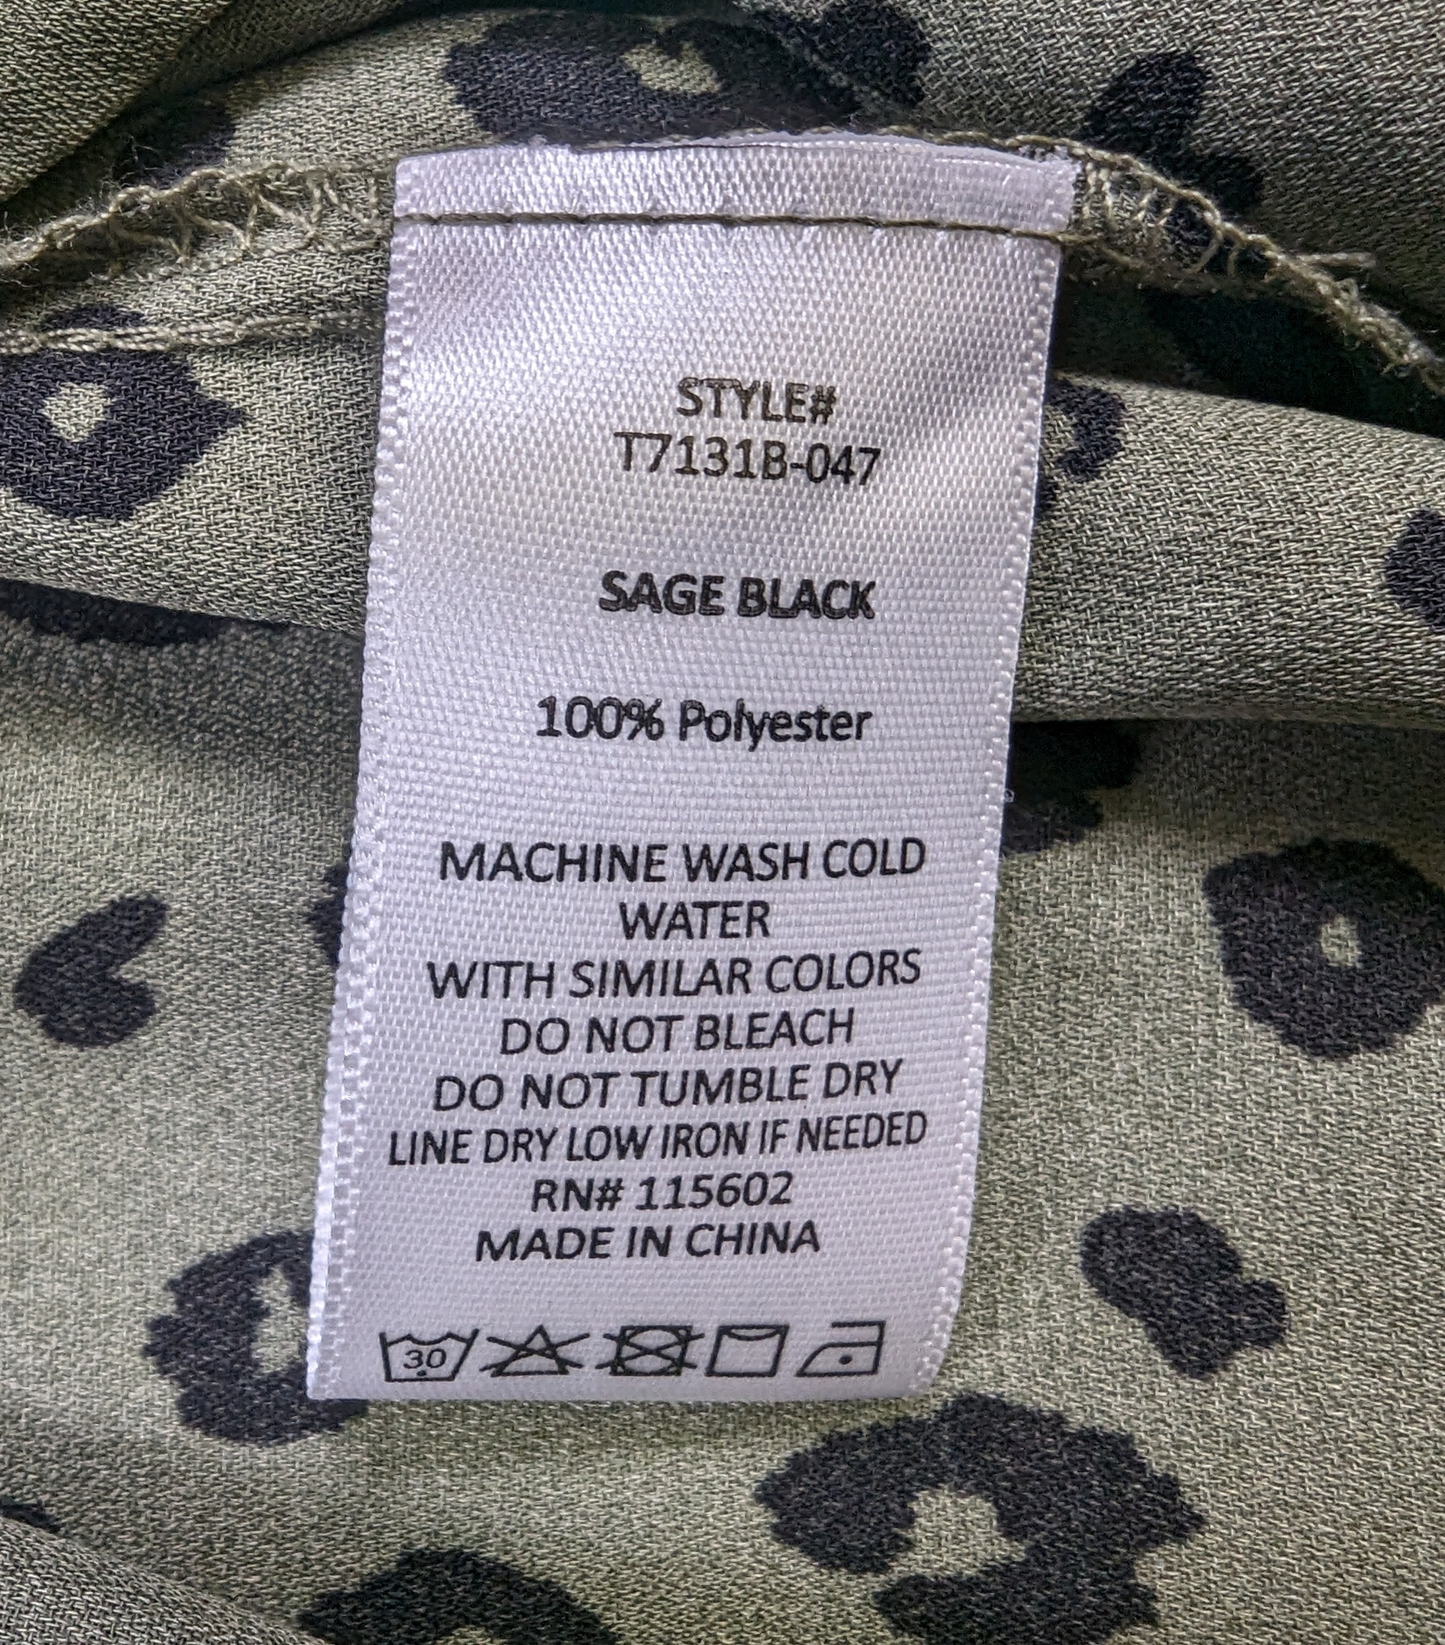 STYLE#
T7131B-047
SAGE BLACK
100% Polyester
MACHINE WASH COLD
WATER
WITH SIMILAR COLORS
DO NOT BLEACH
DO NOT TUMBLE DRY
LINE DRY LOW IRON IF NEEDED
RN# 115602
MADE IN CHINA
30